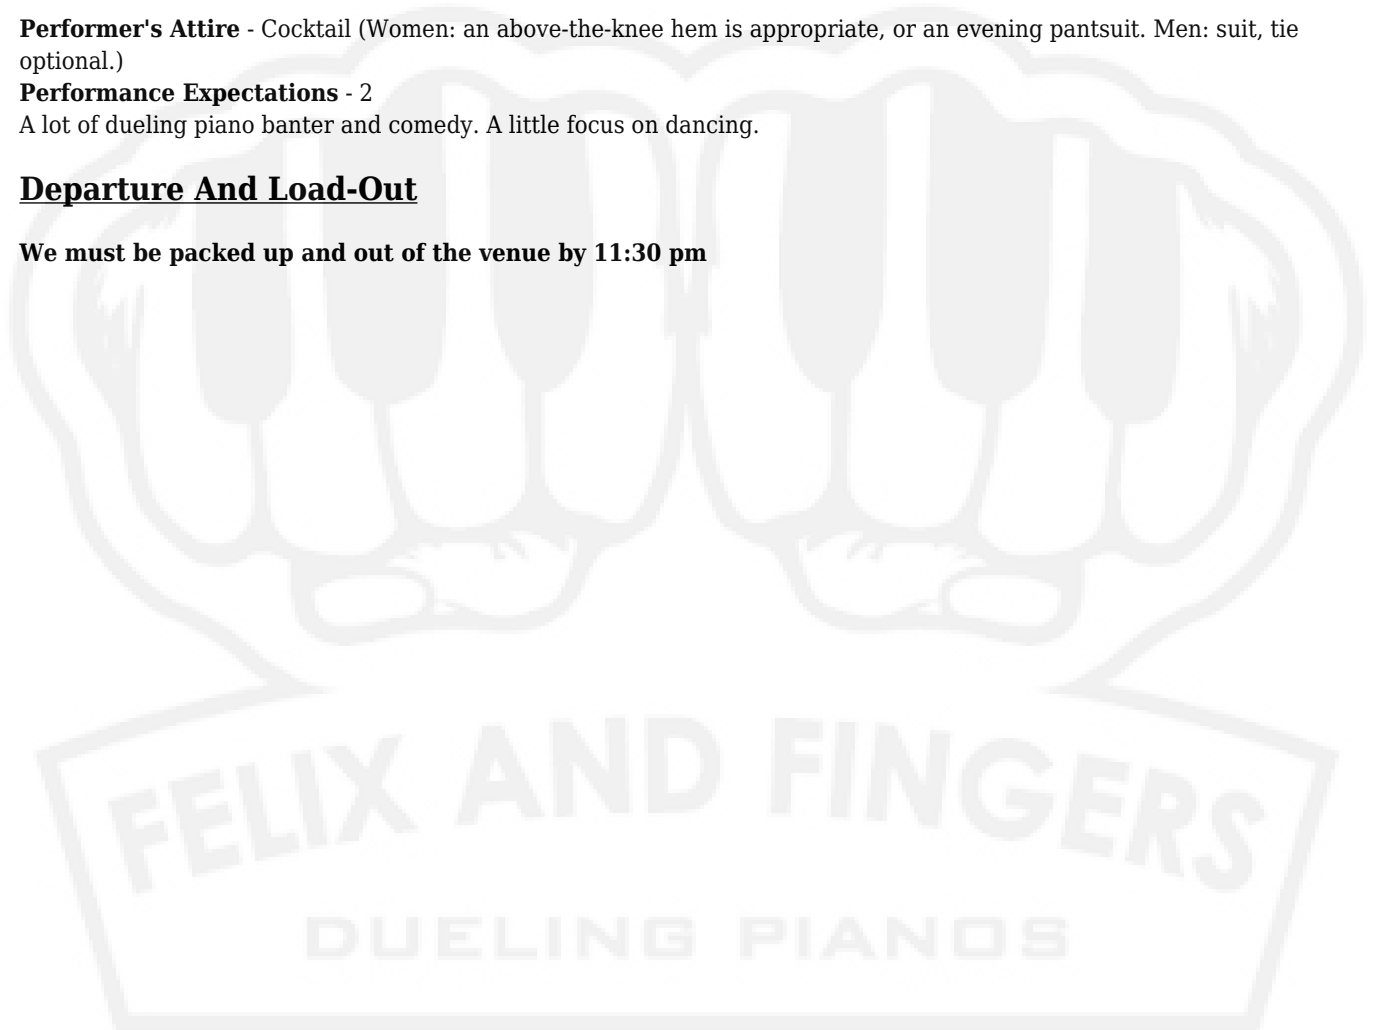 Performer's Attire - Cocktail (Women: an above-the-knee hem is appropriate, or an evening pantsuit. Men: suit, tie
optional.)
Performance Expectations - 2
A lot of dueling piano banter and comedy. A little focus on dancing.
Departure And Load-Out
We must be packed up and out of the venue by 11:30 pm
FELIX AND FINGERS
DUELING PIANOS